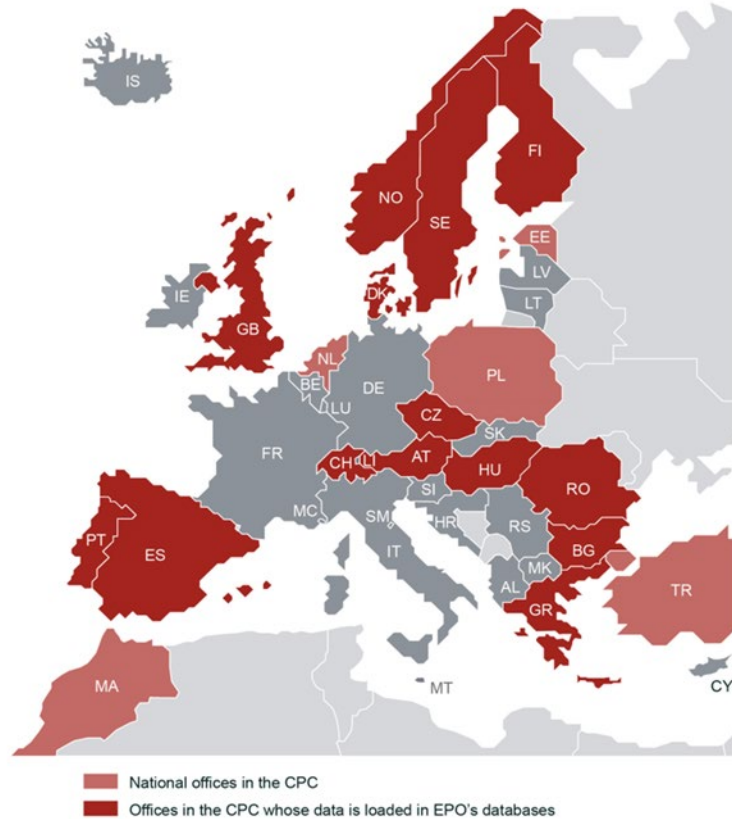 IS
FI
NO
SE
EE
LV
DK
LT
IE
GB
NL
PL
BE
DE
LU
CZ
SK
FR
CH
LI
AT
HU
SI
RO
MC
SM
HR
RS
PT
ES
IT
BG
MK
AL
TR
GR
MA
MT
CY
National offices in the CPC
Offices in the CPC whose data is loaded in EPO's databases